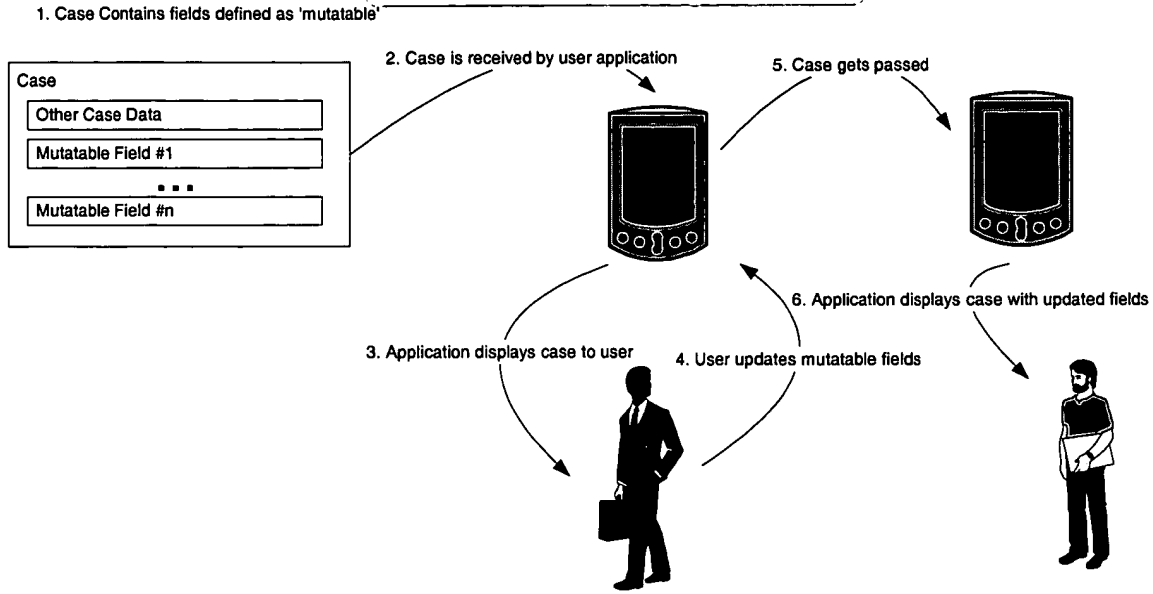 1. Case Contains fields defined as 'mutatable'
2. Case is received by user application
5. Case gets passed
Case
Other Case Data
Mutatable Field #1
...
Mutatable Field #n
6. Application displays case with updated fields
3. Application displays case to user
4. User updates mutatable fields